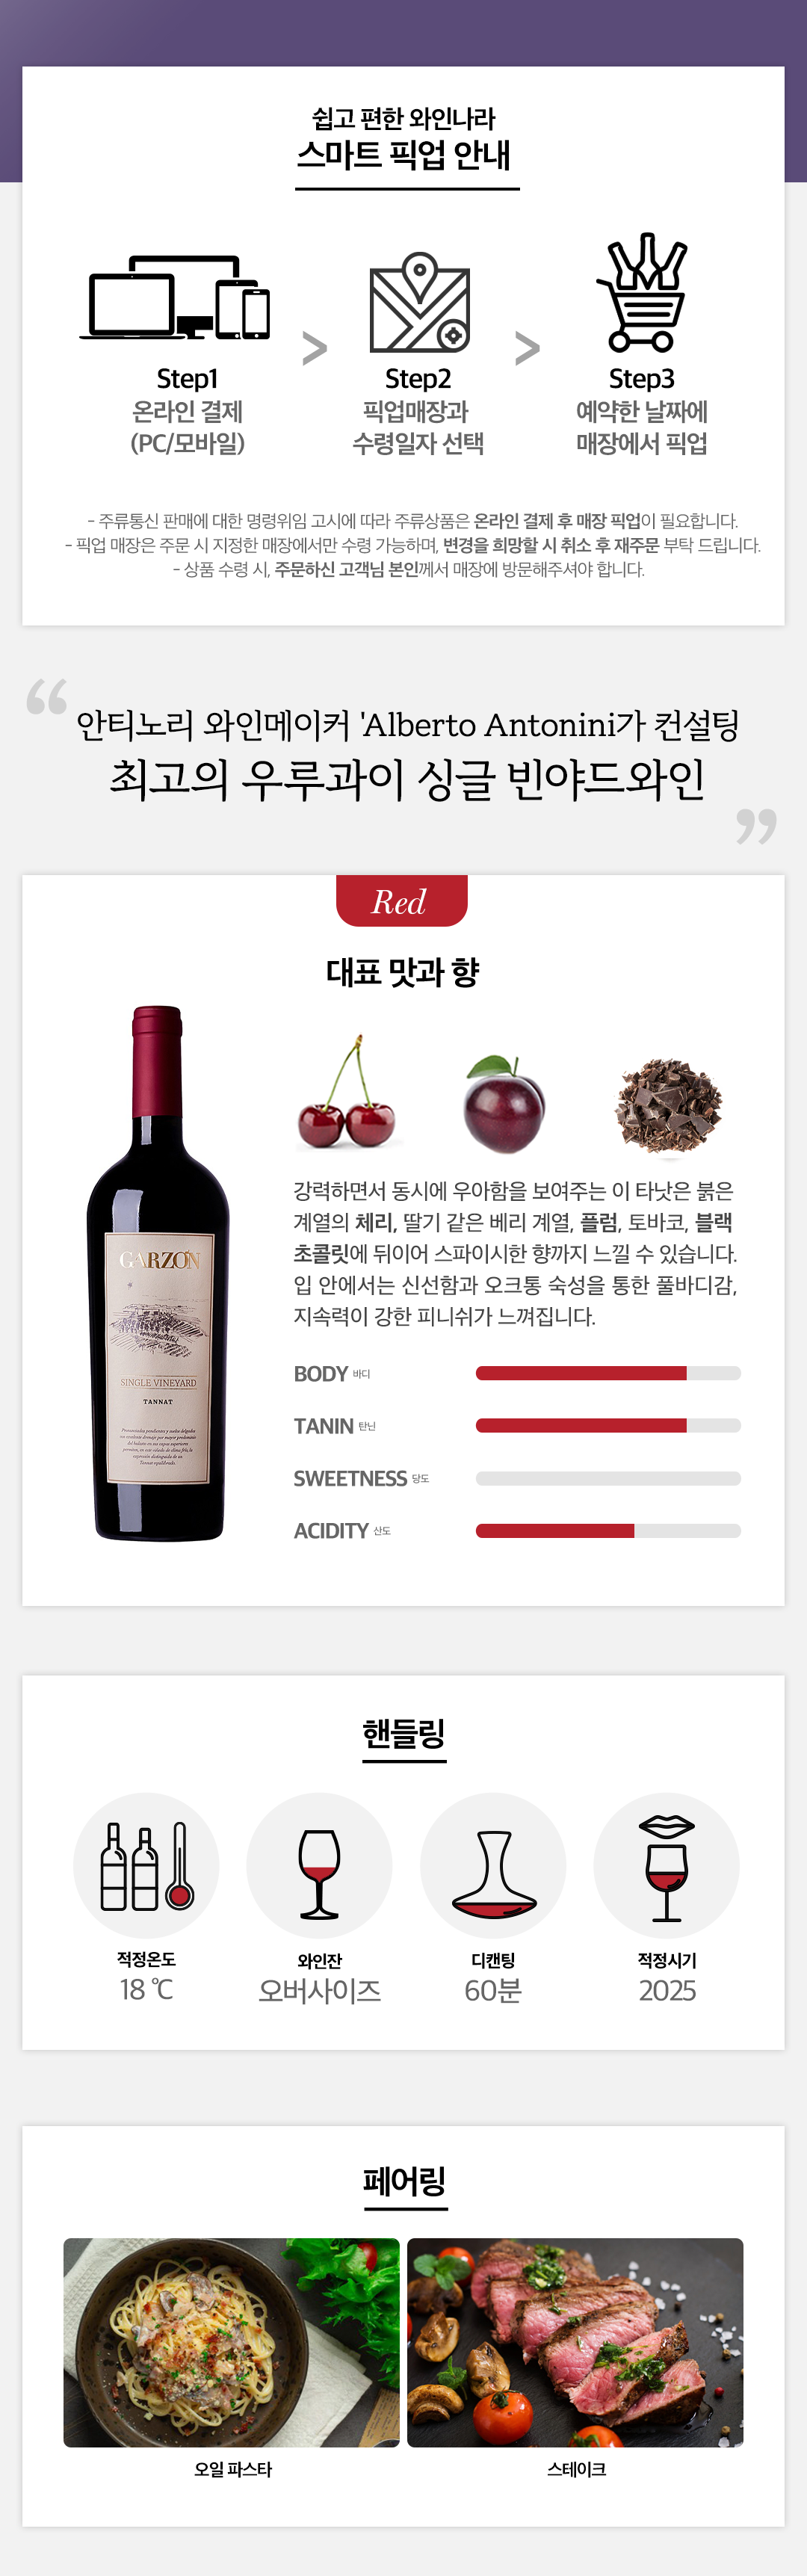 쉽고 편한 와인나라
스마트 픽업 안내
Step1
온라인 결제
(PC/모바일)
>
Step2
픽업매장과
수령일자 선택
>
Step3
예약한 날짜에
매장에서 픽업
- 주류통신 판매에 대한 명령위임 고시에 따라 주류상품은 온라인 결제 후 매장 픽업이 필요합니다.
- 픽업 매장은 주문 시 지정한 매장에서만 수령 가능하며, 변경을 희망할 시 취소 후 재주문 부탁 드립니다.
- 상품 수령 시, 주문하신 고객님 본인께서 매장에 방문해주셔야 합니다.
“ 안티노리 와인메이커 'Alberto Antonini가 컨설팅
최고의 우루과이 싱글 빈야드와인 ”
Red
대표 맛과 향
강력하면서 동시에 우아함을 보여주는 이 타낫은 붉은
계열의 체리, 딸기 같은 베리 계열, 플럼, 토바코, 블랙
초콜릿에 뒤이어 스파이시한 향까지 느낄 수 있습니다.
입 안에서는 신선함과 오크통 숙성을 통한 풀바디감,
지속력이 강한 피니쉬가 느껴집니다.
GARZÓN
SINGLE VINEYARD
TANNAT
BODY 바디
TANIN 탄닌
SWEETNESS 당도
ACIDITY 산도
핸들링
적정온도
18 ℃
와인잔
오버사이즈
디캔팅
60분
적정시기
2025
페어링
오일 파스타
스테이크